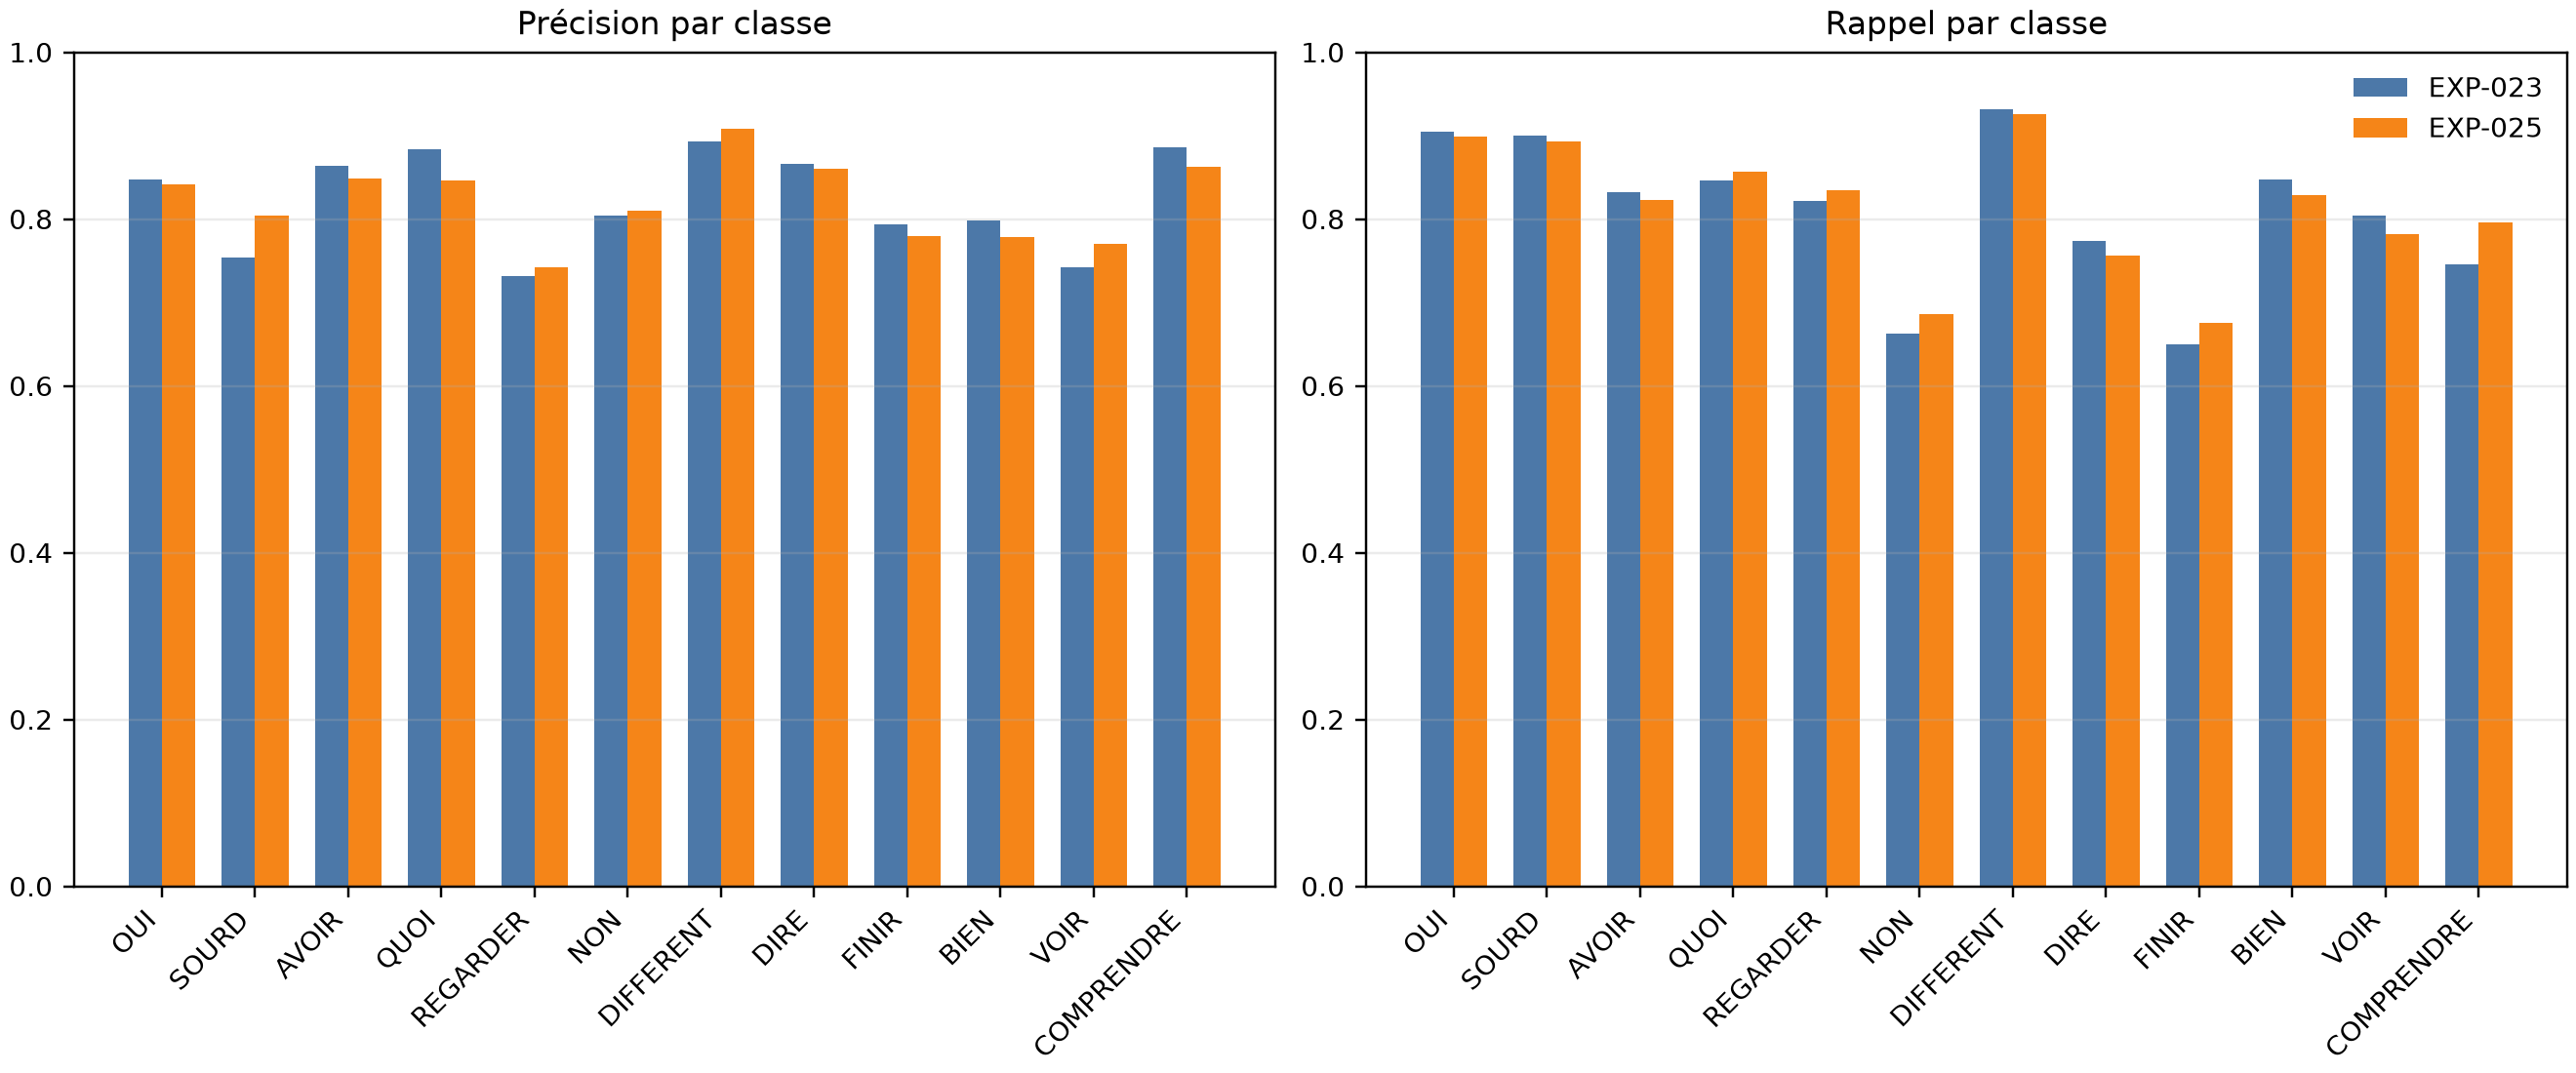 Précision par classe
1.0
0.8
0.6
0.4
0.2
0.0
OUI
SOURD
AVOIR
QUOI
REGARDER
NON
DIFFERENT
DIRE
FINIR
BIEN
VOIR
COMPRENDRE
Rappel par classe
1.0
0.8
0.6
0.4
0.2
0.0
EXP-023
EXP-025
OUI
SOURD
AVOIR
QUOI
REGARDER
NON
DIFFERENT
DIRE
FINIR
BIEN
VOIR
COMPRENDRE